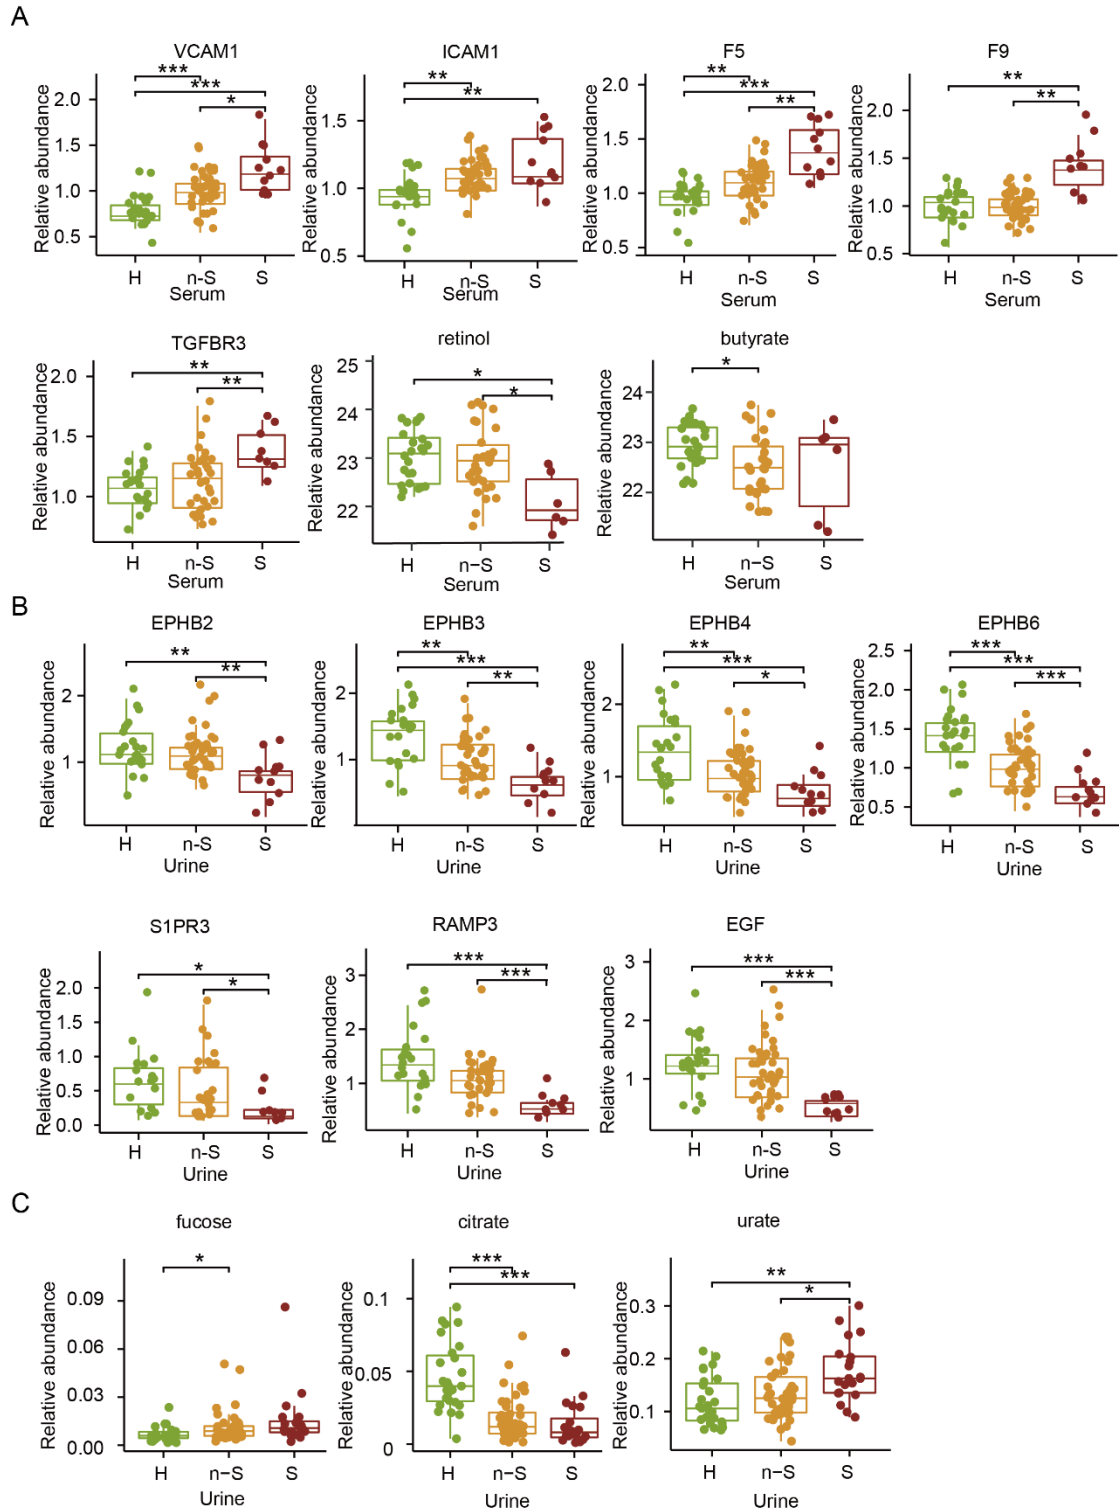 A
VCAM1
***
***
*
Relative abundance
2.0
1.5
1.0
0.5
H n-S S
Serum
ICAM1
**
**
Relative abundance
1.5
1.0
0.5
H n-S S
Serum
F5
**
***
**
Relative abundance
2.0
1.5
1.0
0.5
H n-S S
Serum
F9
**
**
Relative abundance
2.0
1.5
1.0
0.5
H n-S S
Serum
TGFBR3
**
**
Relative abundance
2.0
1.5
1.0
H n-S S
Serum
retinol
*
*
Relative abundance
25
24
23
22
H n−S S
butyrate
*
Relative abundance
24
23
22
H n−S S
B
EPHB2
**
**
Relative abundance
2
1
H n-S S
Urine
EPHB3
**
***
**
Relative abundance
2
1
H n-S S
Urine
EPHB4
**
***
*
Relative abundance
2
1
H n-S S
Urine
EPHB6
***
***
***
Relative abundance
2.5
2.0
1.5
1.0
0.5
H n-S S
Urine
S1PR3
*
*
Relative abundance
2.0
1.5
1.0
0.5
0.0
H n-S S
Urine
RAMP3
***
***
Relative abundance
3
2
1
H n-S S
Urine
EGF
***
***
Relative abundance
3
2
1
H n-S S
Urine
C
fucose
*
Relative abundance
0.09
0.06
0.03
0.00
H n−S S
Urine
citrate
***
***
Relative abundance
0.1
0.05
0
H n−S S
Urine
urate
**
*
Relative abundance
0.3
0.2
0.1
H n−S S
Urine